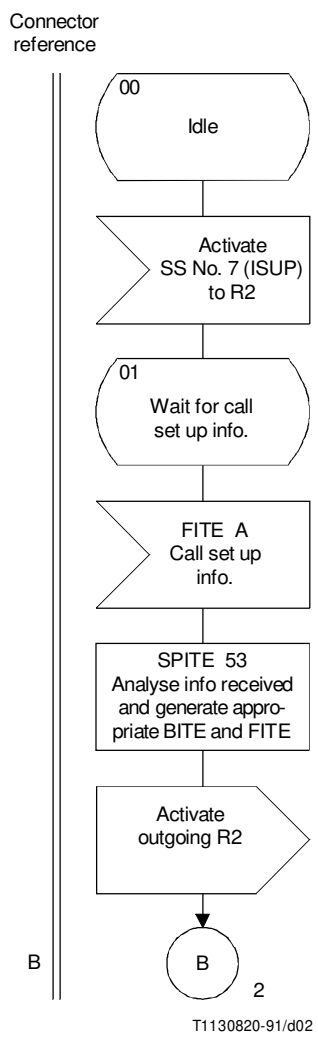 Connector
reference
00
Idle
Activate
SS No. 7 (ISUP)
to R2
01
Wait for call
set up info.
FITE A
Call set up
info.
SPITE 53
Analyse info received
and generate appro-
priate BITE and FITE
Activate
outgoing R2
B
B
2
T1130820-91/d02